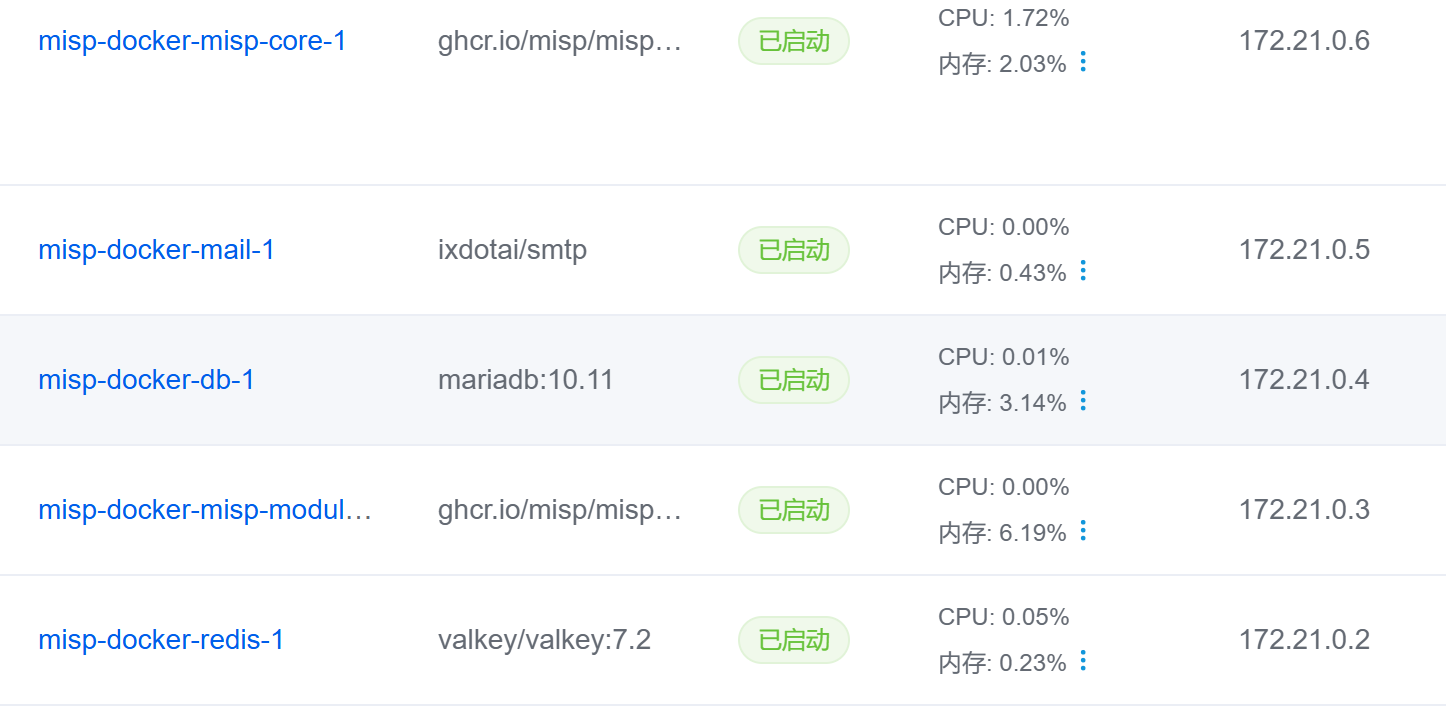 misp-docker-misp-core-1 ghcr.io/misp/misp… 已启动 CPU: 1.72% 172.21.0.6
内存: 2.03%
misp-docker-mail-1 ixdotai/smtp 已启动 CPU: 0.00% 172.21.0.5
内存: 0.43%
misp-docker-db-1 mariadb:10.11 已启动 CPU: 0.01% 172.21.0.4
内存: 3.14%
misp-docker-misp-modul… ghcr.io/misp/misp… 已启动 CPU: 0.00% 172.21.0.3
内存: 6.19%
misp-docker-redis-1 valkey/valkey:7.2 已启动 CPU: 0.05% 172.21.0.2
内存: 0.23%